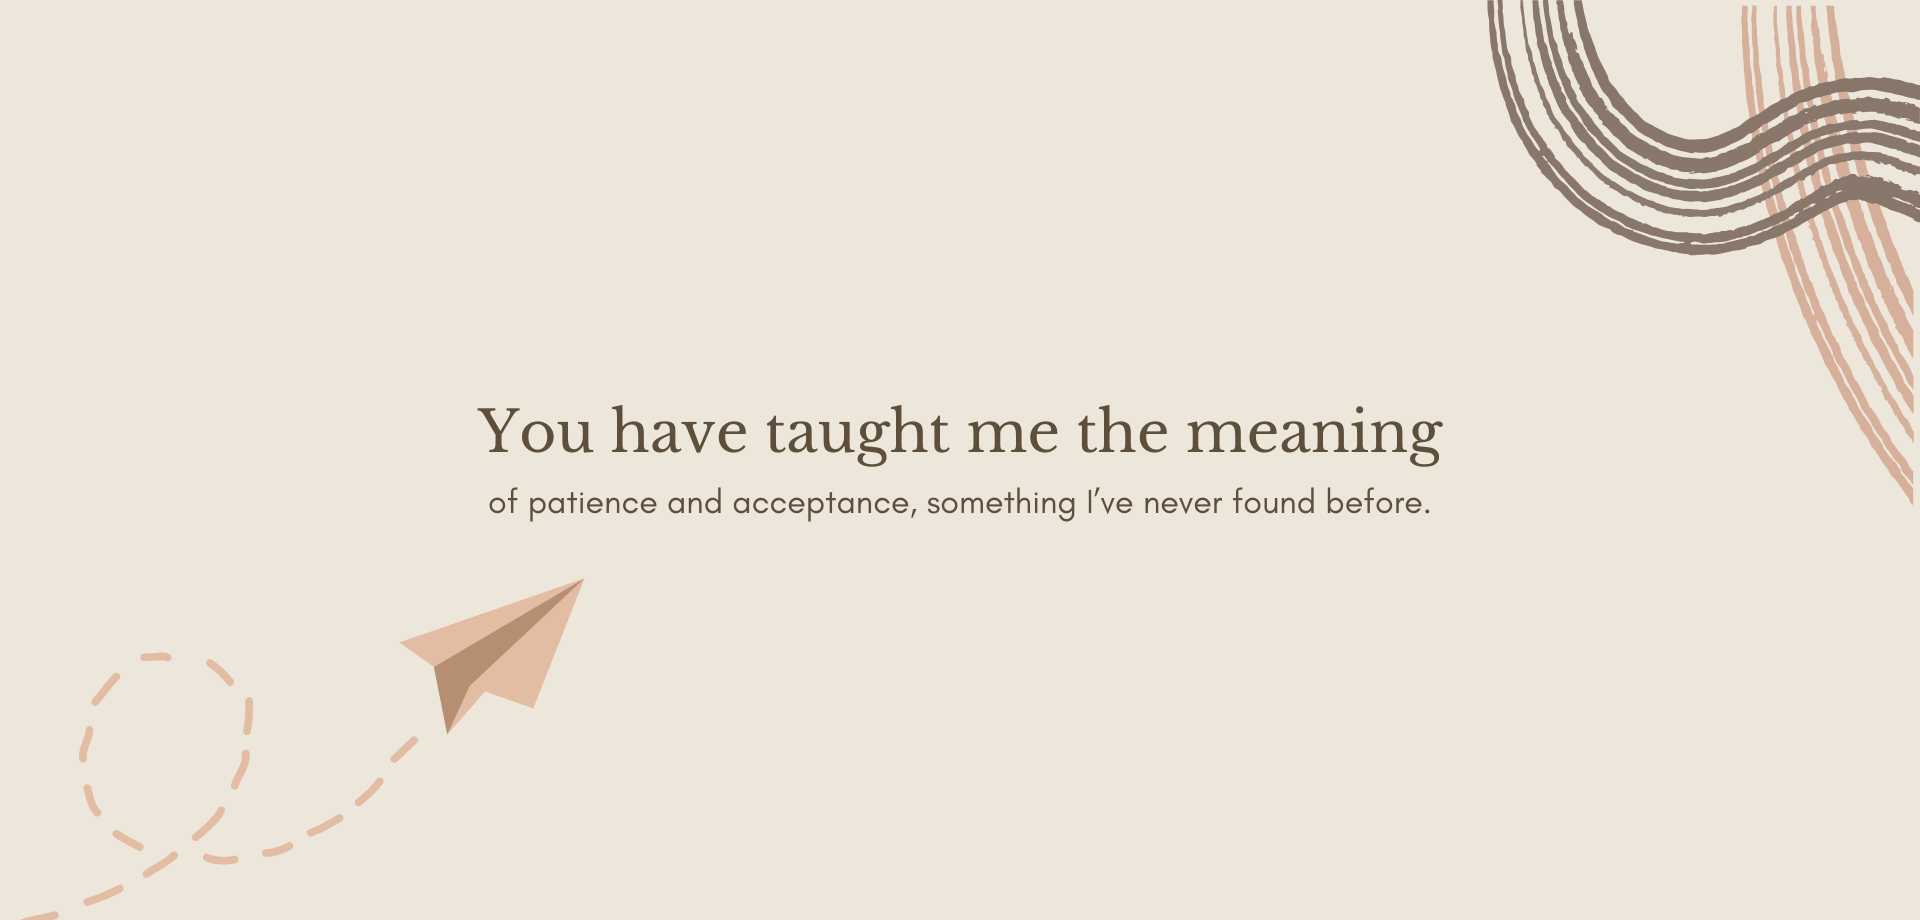 You have taught me the meaning
of patience and acceptance, something I’ve never found before.